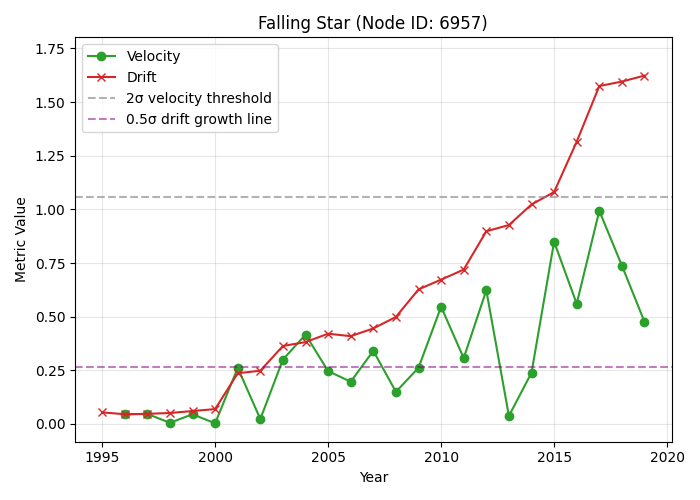 Falling Star (Node ID: 6957)
Velocity
Drift
2σ velocity threshold
0.5σ drift growth line
Metric Value
1.75
1.50
1.25
1.00
0.75
0.50
0.25
0.00
1995 2000 2005 2010 2015 2020
Year